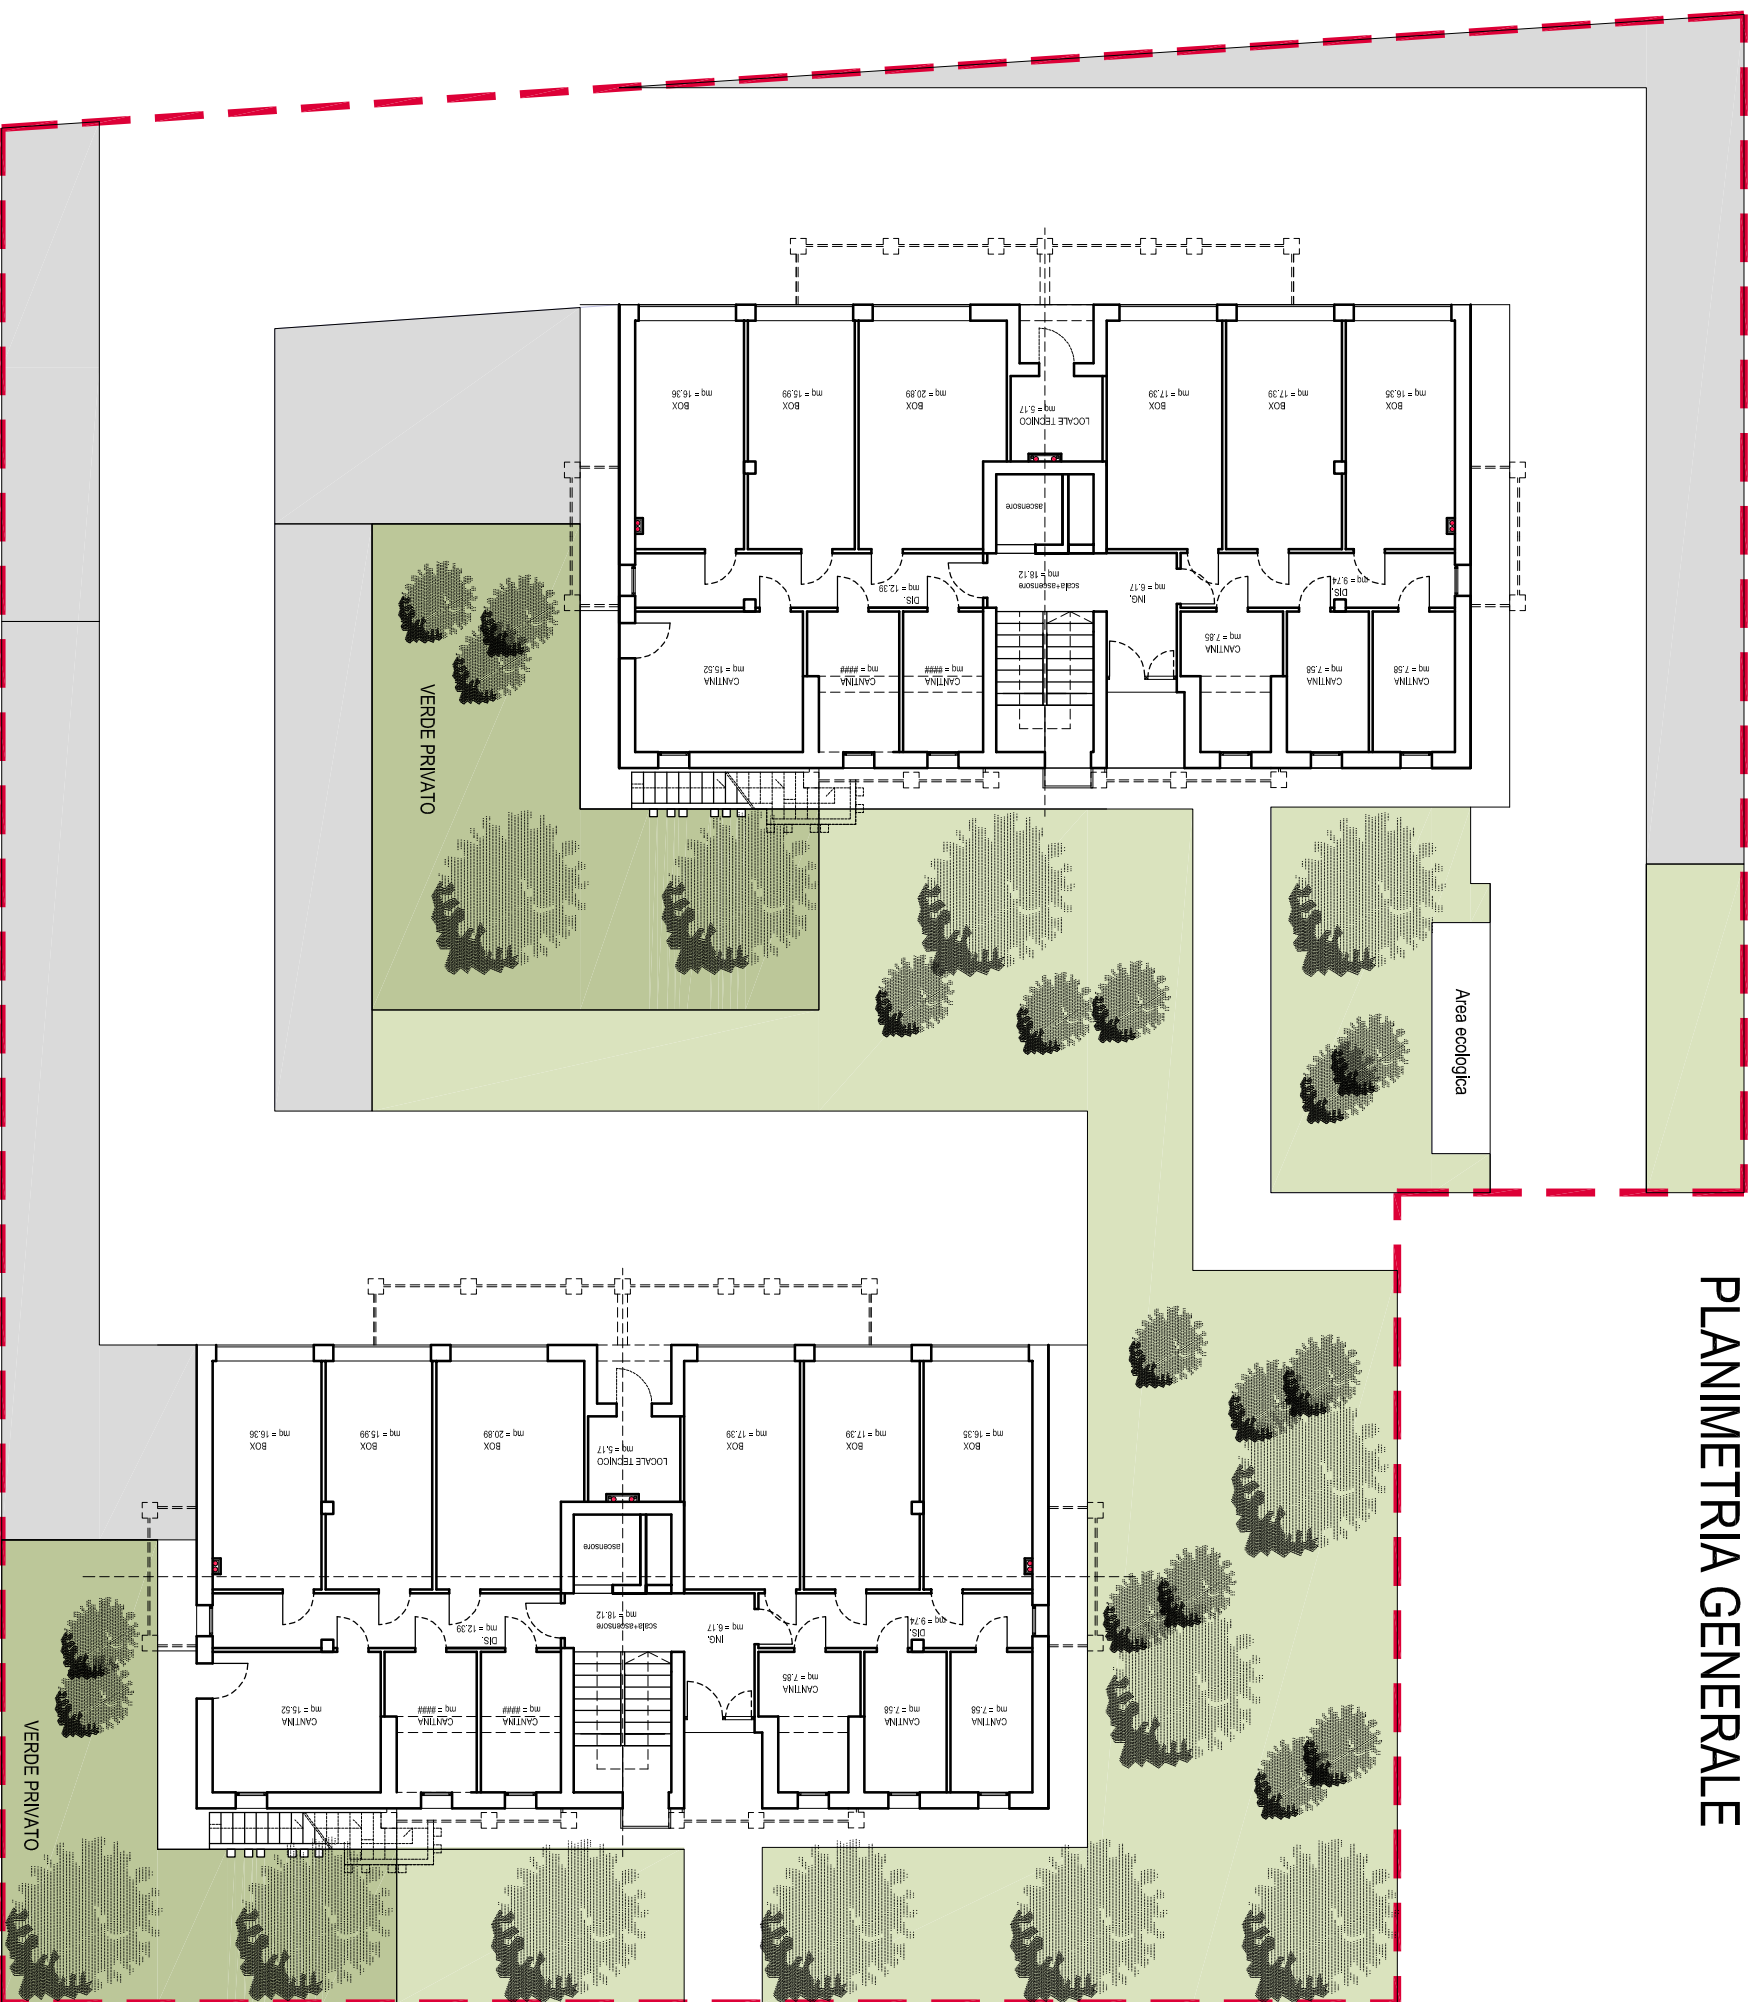 PLANIMETRIA GENERALE
BOX
mq = 16.36
BOX
mq = 15.99
BOX
mq = 20.89
LOCALE TECNICO
mq = 5.17
BOX
mq = 17.39
BOX
mq = 17.39
BOX
mq = 16.35
ascensore
DIS.
mq = 12.39
scala+ascensore
mq = 18.12
ING.
mq = 6.17
DIS.
mq = 9.74
CANTINA
mq = 15.52
CANTINA
mq = ####
CANTINA
mq = ####
CANTINA
mq = 7.85
CANTINA
mq = 7.58
CANTINA
mq = 7.58
VERDE PRIVATO
Area ecologica
BOX
mq = 16.36
BOX
mq = 15.99
BOX
mq = 20.89
LOCALE TECNICO
mq = 5.17
BOX
mq = 17.39
BOX
mq = 17.39
BOX
mq = 16.35
ascensore
DIS.
mq = 12.39
scala+ascensore
mq = 18.12
ING.
mq = 6.17
DIS.
mq = 9.74
CANTINA
mq = 15.52
CANTINA
mq = ####
CANTINA
mq = ####
CANTINA
mq = 7.85
CANTINA
mq = 7.58
CANTINA
mq = 7.58
VERDE PRIVATO